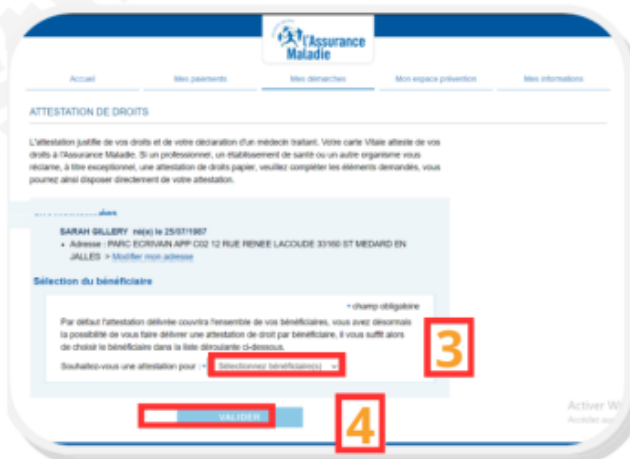 l'Assurance
Maladie
Accueil Mes paiements Mes démarches Mon espace prévention Mes informations
ATTESTATION DE DROITS
L'attestation justifie de vos droits et de votre déclaration d'un médecin traitant. Votre carte Vitale atteste de vos
droits à l'Assurance Maladie. Si un professionnel, un établissement de santé ou un autre organisme vous
réclame, à titre exceptionnel, une attestation de droits papier, veuillez compléter les éléments demandés, vous
pourrez ainsi disposer directement de votre attestation.
SARAH GILLERY né(e) le 25/07/1987
• Adresse : PARC ECRIVAIN APP C02 12 RUE RENEE LACOUDE 33160 ST MEDARD EN
JALLES > Modifier mon adresse
Sélection du bénéficiaire
• champ obligatoire
Par défaut l'attestation délivrée couvrira l'ensemble de vos bénéficiaires, vous avez désormais
la possibilité de vous faire délivrer une attestation de droit par bénéficiaire, il vous suffit alors
de choisir le bénéficiaire dans la liste déroulante ci-dessous.
Souhaitez-vous une attestation pour : • Sélectionnez bénéficiaire(s)
3
VALIDER
4
Activer